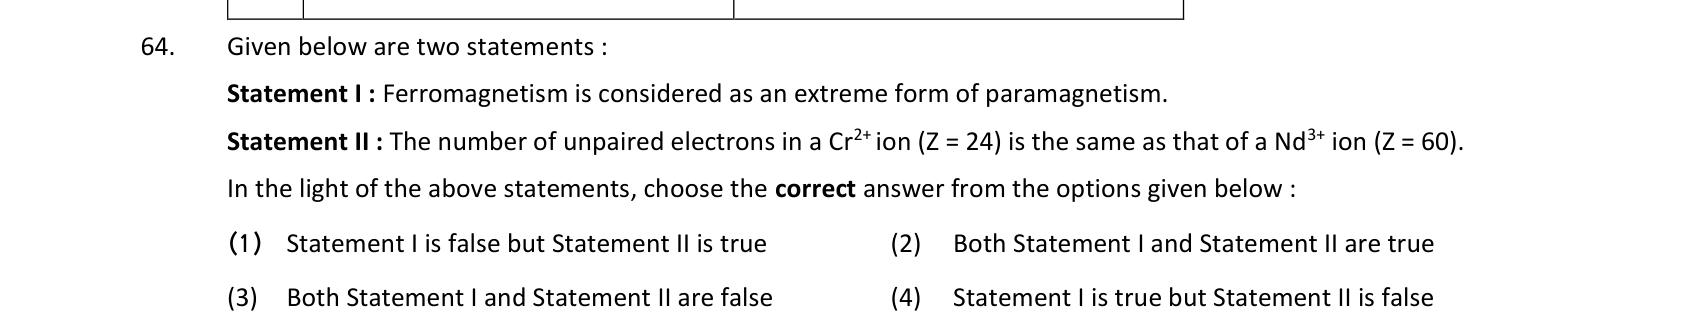 64. Given below are two statements :
Statement I : Ferromagnetism is considered as an extreme form of paramagnetism.
Statement II : The number of unpaired electrons in a Cr²⁺ ion (Z = 24) is the same as that of a Nd³⁺ ion (Z = 60).
In the light of the above statements, choose the correct answer from the options given below :
(1) Statement I is false but Statement II is true (2) Both Statement I and Statement II are true
(3) Both Statement I and Statement II are false (4) Statement I is true but Statement II is false